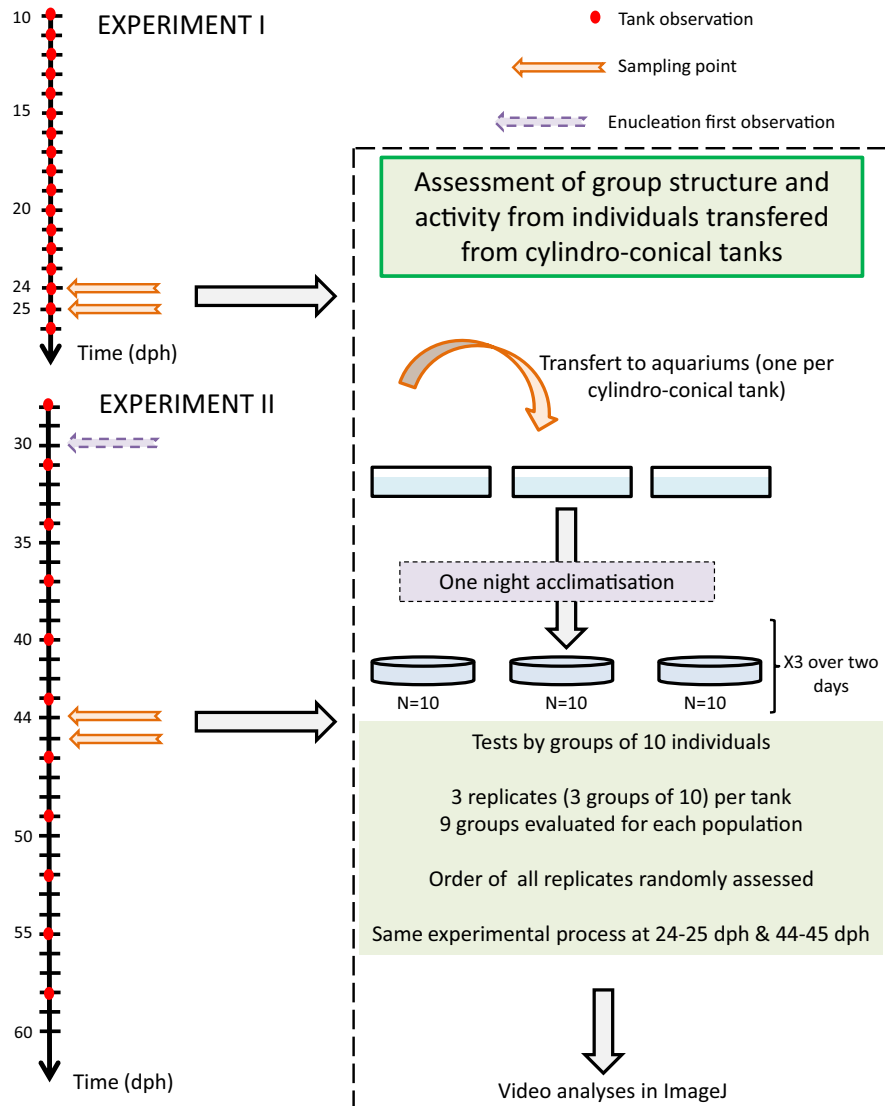 EXPERIMENT I
10
15
20
24
25
Time (dph)
Tank observation
Sampling point
Enucleation first observation
EXPERIMENT II
30
35
40
44
50
55
60
Time (dph)
Assessment of group structure and
activity from individuals transfered
from cylindro-conical tanks
Transfert to aquariums (one per
cylindro-conical tank)
One night acclimatisation
X3 over two
days
N=10
N=10
N=10
Tests by groups of 10 individuals
3 replicates (3 groups of 10) per tank
9 groups evaluated for each population
Order of all replicates randomly assessed
Same experimental process at 24-25 dph & 44-45 dph
Video analyses in ImageJ